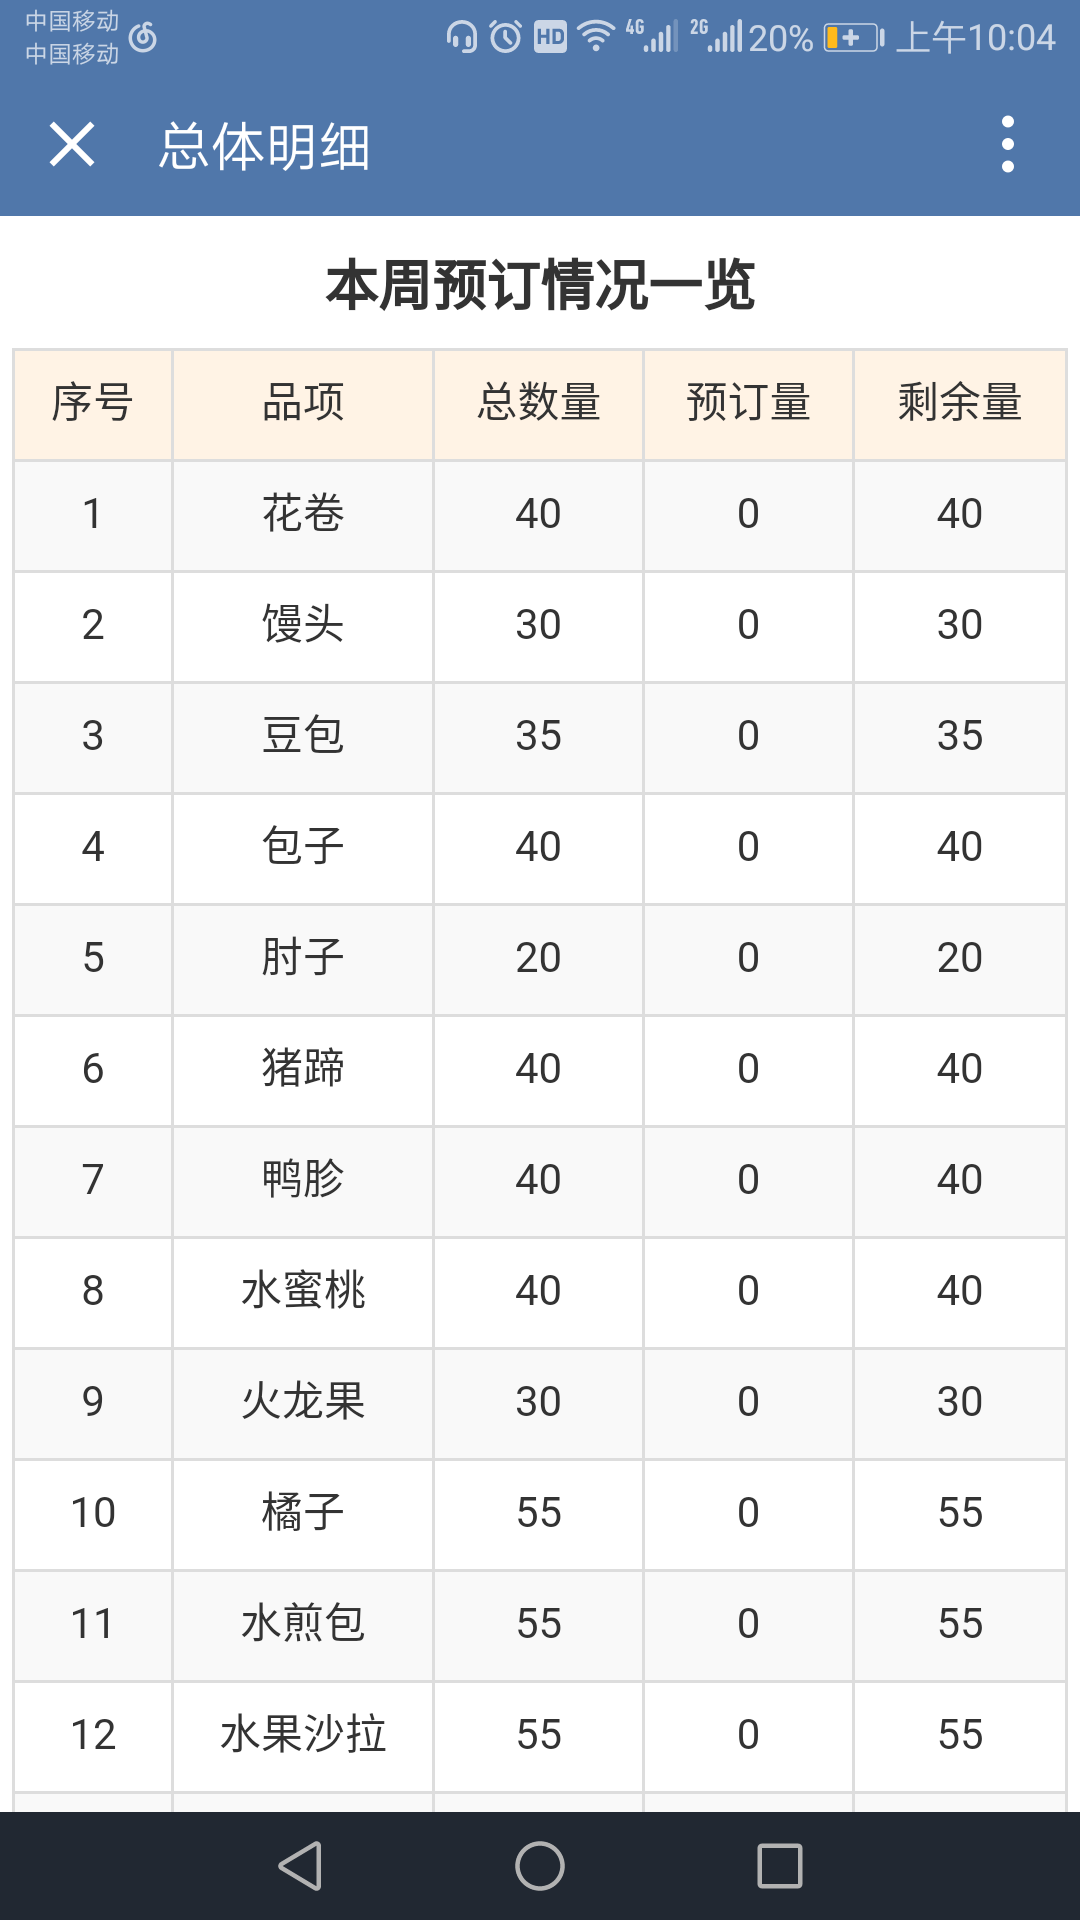 中国移动
中国移动
HD 4G 2G 20% 上午10:04
总体明细
本周预订情况一览
序号 品项 总数量 预订量 剩余量
1 花卷 40 0 40
2 馒头 30 0 30
3 豆包 35 0 35
4 包子 40 0 40
5 肘子 20 0 20
6 猪蹄 40 0 40
7 鸭胗 40 0 40
8 水蜜桃 40 0 40
9 火龙果 30 0 30
10 橘子 55 0 55
11 水煎包 55 0 55
12 水果沙拉 55 0 55